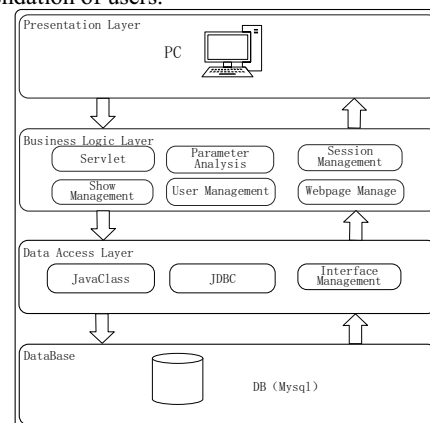 ndation of users.
Presentation Layer
PC
Business Logic Layer
Servlet
Parameter
Analysis
Session
Management
Show
Management
User Management
Webpage Manage
Data Access Layer
JavaClass
JDBC
Interface
Management
DataBase
DB（Mysql）